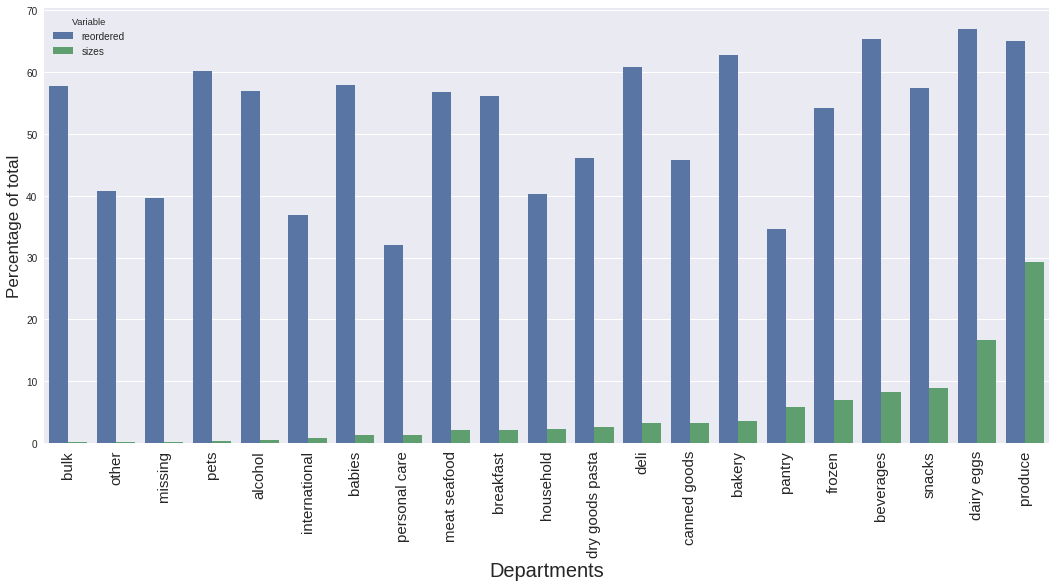 70
60
50
40
30
20
10
0
Percentage of total
Variable
reordered
sizes
bulk
other
missing
pets
alcohol
international
babies
personal care
meat seafood
breakfast
household
dry goods pasta
deli
canned goods
bakery
pantry
frozen
beverages
snacks
dairy eggs
produce
Departments